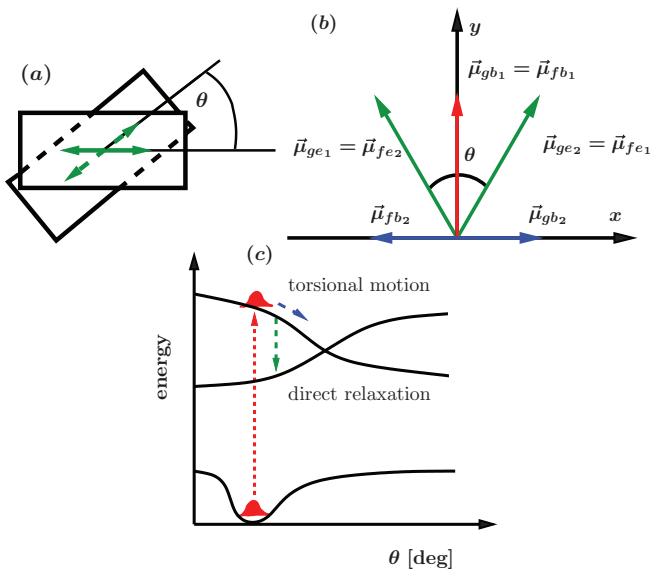 (a)
θ
(b)
y
μ⃗gb₁ = μ⃗fb₁
μ⃗ge₁ = μ⃗fe₂
θ
μ⃗ge₂ = μ⃗fe₁
μ⃗fb₂
μ⃗gb₂
x
(c)
torsional motion
energy
direct relaxation
θ [deg]